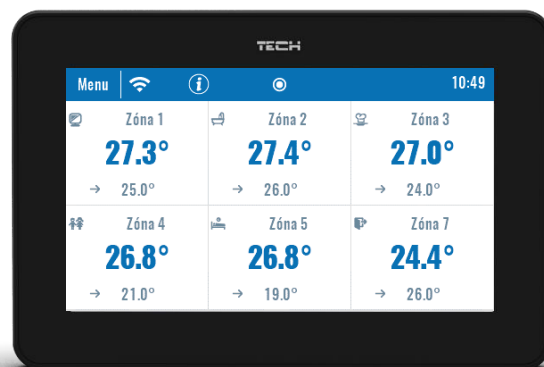 TECH
Menu 10:49
Zóna 1 Zóna 2 Zóna 3
27.3° 27.4° 27.0°
→ 25.0° → 26.0° → 24.0°
Zóna 4 Zóna 5 Zóna 7
26.8° 26.8° 24.4°
→ 21.0° → 19.0° → 26.0°